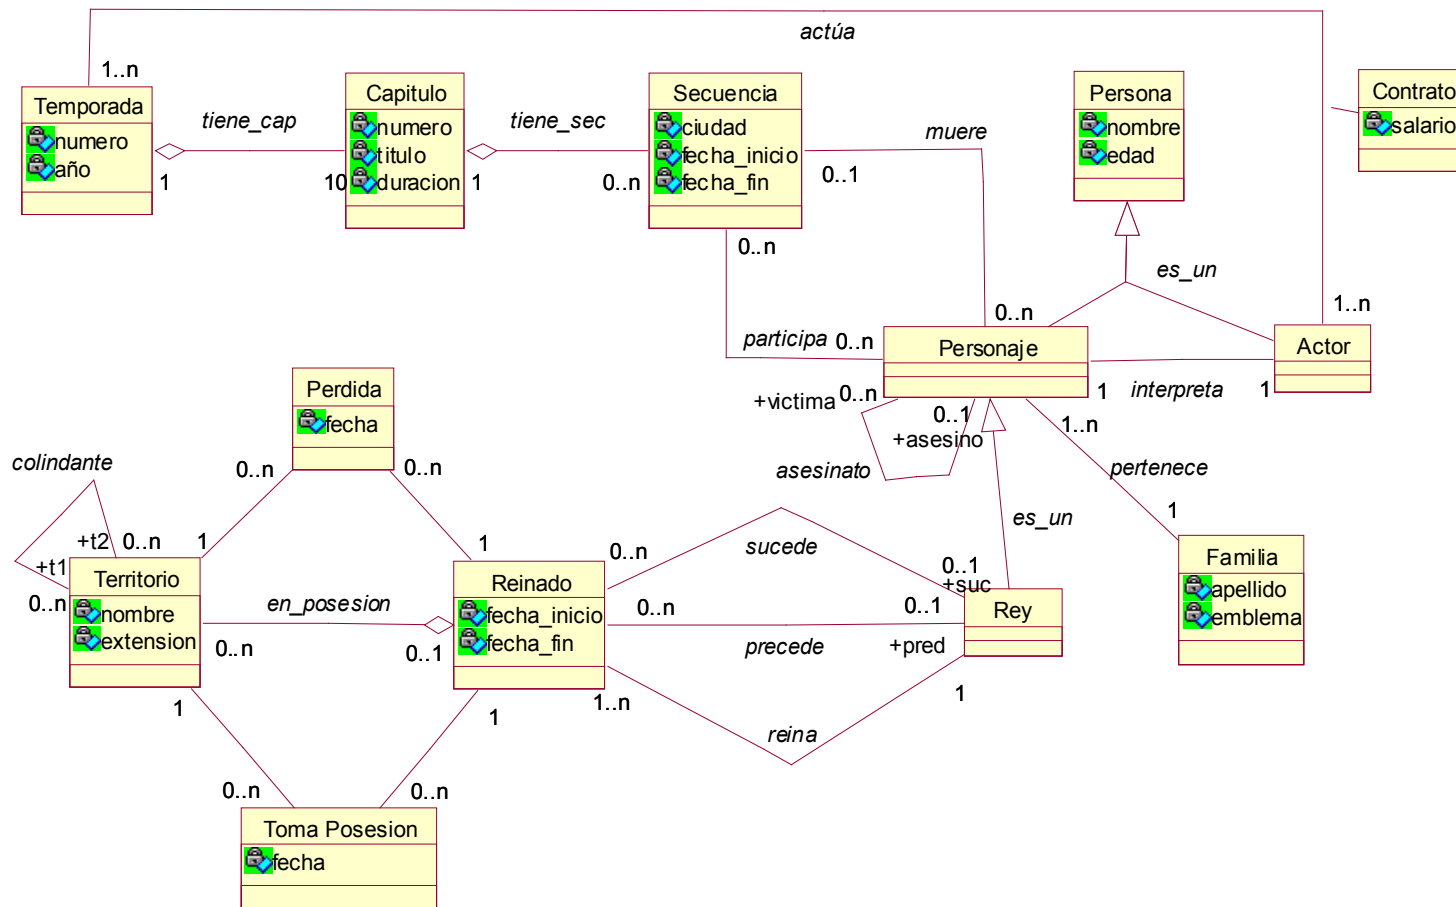 actúa
1..n
Temporada
numero
año
1
tiene_cap
10
Capitulo
numero
titulo
duracion
1
tiene_sec
0..n
Secuencia
ciudad
fecha_inicio
fecha_fin
0..1
muere
0..n
Persona
nombre
edad
es_un
Contrato
salario
1..n
0..n
participa
0..n
Personaje
1
interpreta
1
Actor
+victima
0..n
0..1
+asesino
asesinato
1..n
pertenece
1
es_un
Familia
apellido
emblema
Perdida
fecha
0..n
0..n
1
1
colindante
+t2
0..n
+t1
0..n
Territorio
nombre
extension
en_posesion
0..n
0..1
Reinado
fecha_inicio
fecha_fin
0..n
sucede
0..1
+suc
0..n
precede
0..1
+pred
Rey
1..n
reina
1
1
1
0..n
0..n
Toma Posesion
fecha